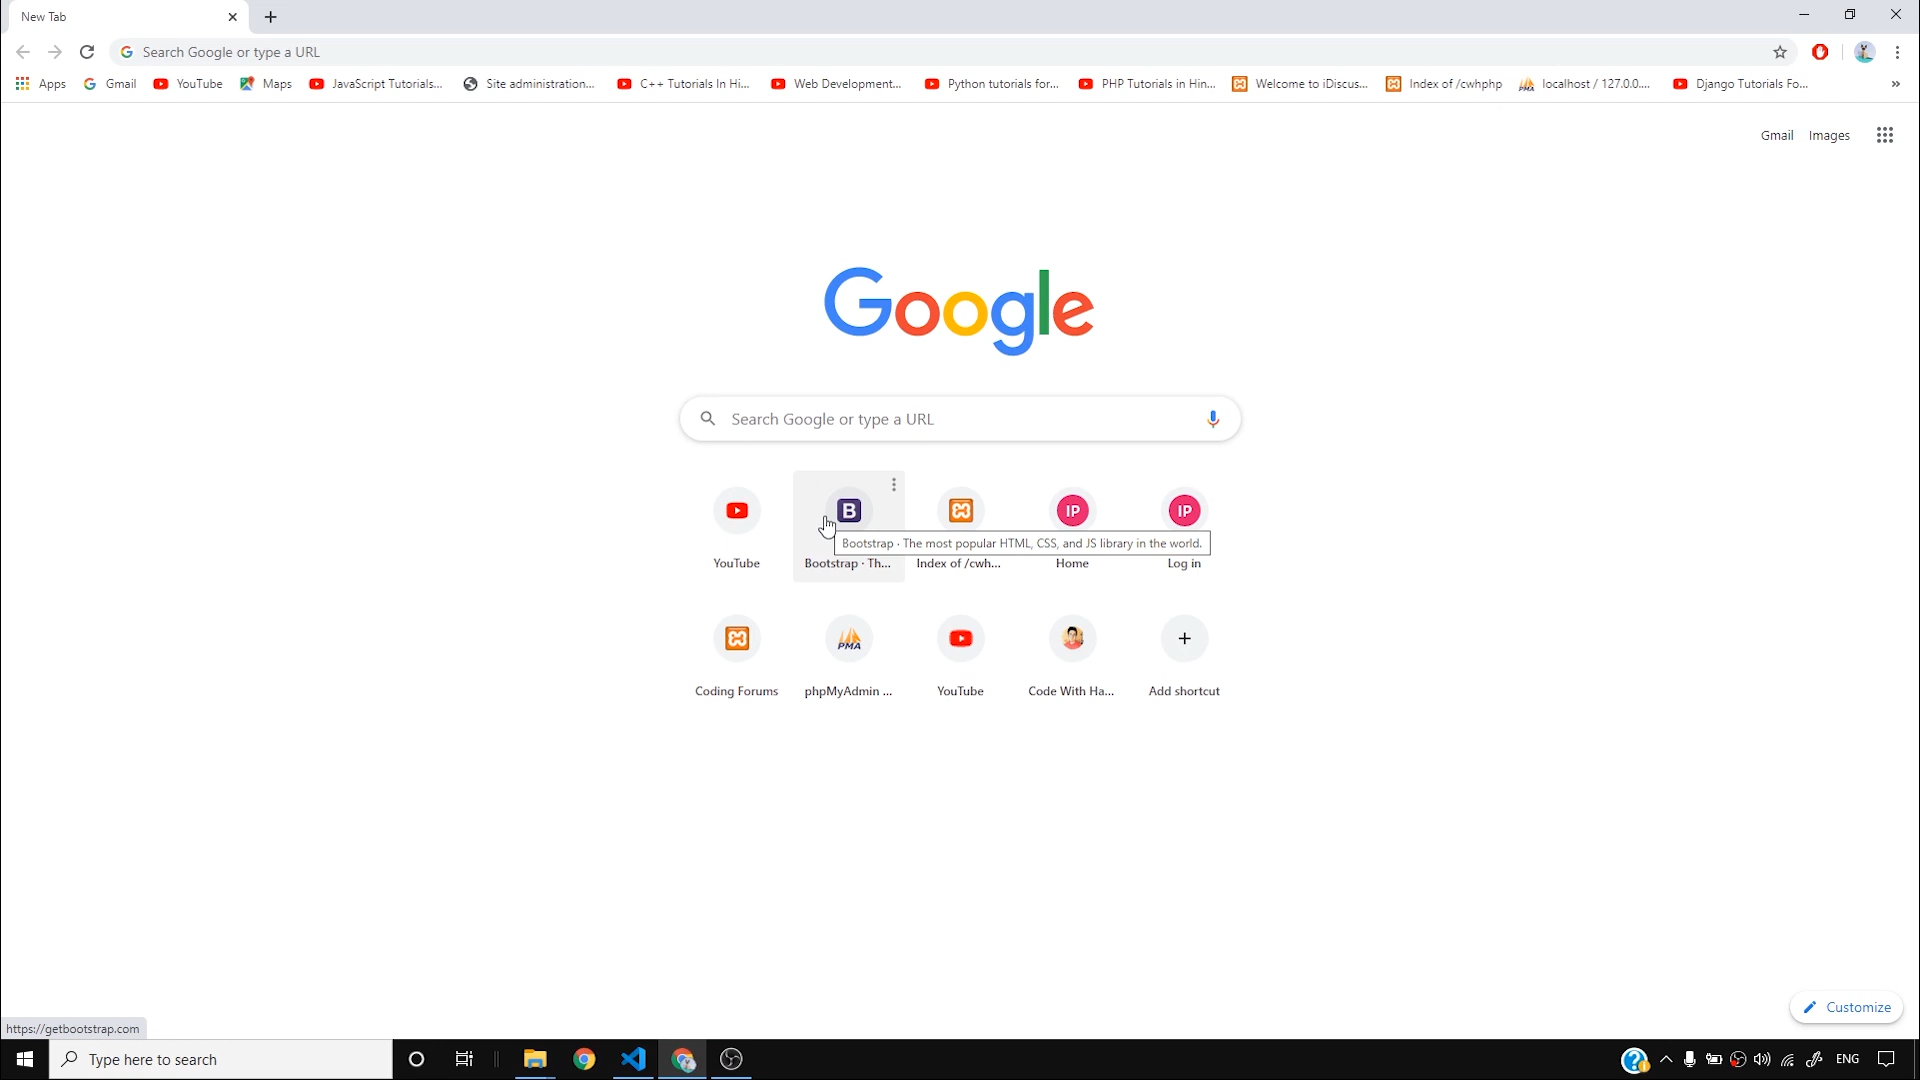 New Tab
Search Google or type a URL
Apps Gmail YouTube Maps JavaScript Tutorials... Site administration... C++ Tutorials In Hi... Web Development... Python tutorials for... PHP Tutorials in Hin... Welcome to iDiscus... Index of /cwhphp localhost / 127.0.0.... Django Tutorials Fo... »
Gmail Images
Google
Search Google or type a URL
B IP IP
Bootstrap · The most popular HTML, CSS, and JS library in the world.
YouTube Bootstrap · Th... Index of /cwh... Home Log in
PMA
Coding Forums phpMyAdmin ... YouTube Code With Ha... Add shortcut
Customize
https://getbootstrap.com
Type here to search ENG